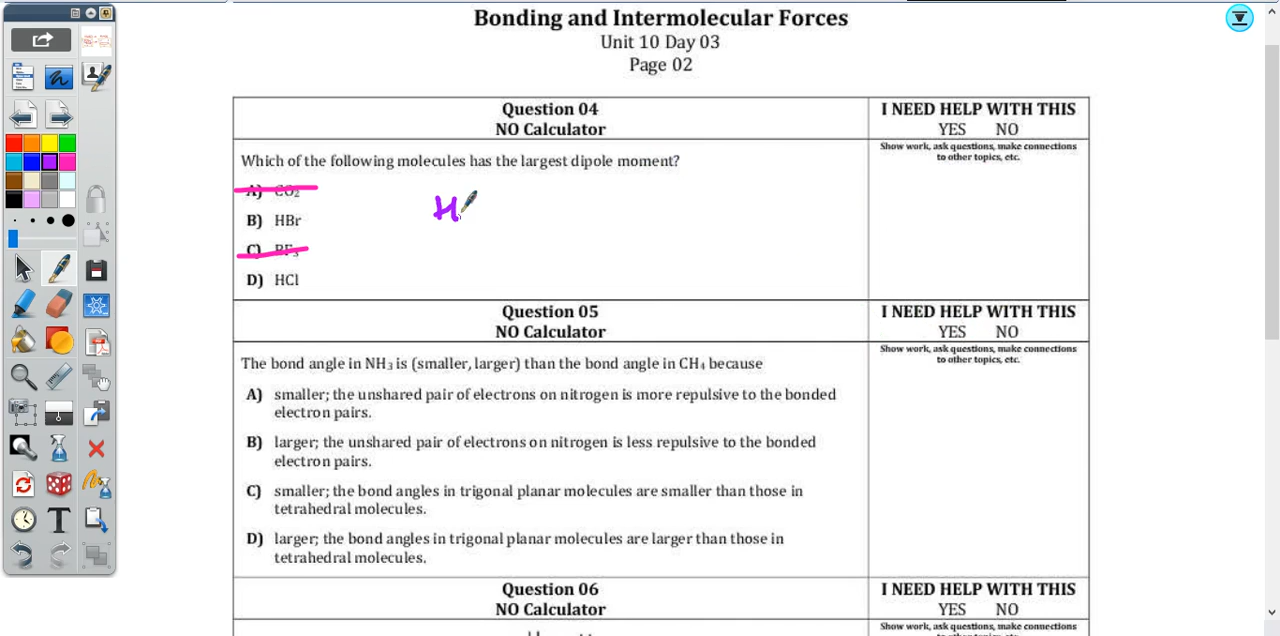 Bonding and Intermolecular Forces
Unit 10 Day 03
Page 02
Question 04
NO Calculator
I NEED HELP WITH THIS
YES NO
Which of the following molecules has the largest dipole moment?
Show work, ask questions, make connections
to other topics, etc.
A) CO₂
H
B) HBr
C) BF₃
D) HCl
Question 05
NO Calculator
I NEED HELP WITH THIS
YES NO
The bond angle in NH₃ is (smaller, larger) than the bond angle in CH₄ because
Show work, ask questions, make connections
to other topics, etc.
A) smaller; the unshared pair of electrons on nitrogen is more repulsive to the bonded
electron pairs.
B) larger; the unshared pair of electrons on nitrogen is less repulsive to the bonded
electron pairs.
C) smaller; the bond angles in trigonal planar molecules are smaller than those in
tetrahedral molecules.
D) larger; the bond angles in trigonal planar molecules are larger than those in
tetrahedral molecules.
Question 06
NO Calculator
I NEED HELP WITH THIS
YES NO
Show work, ask questions, make connections